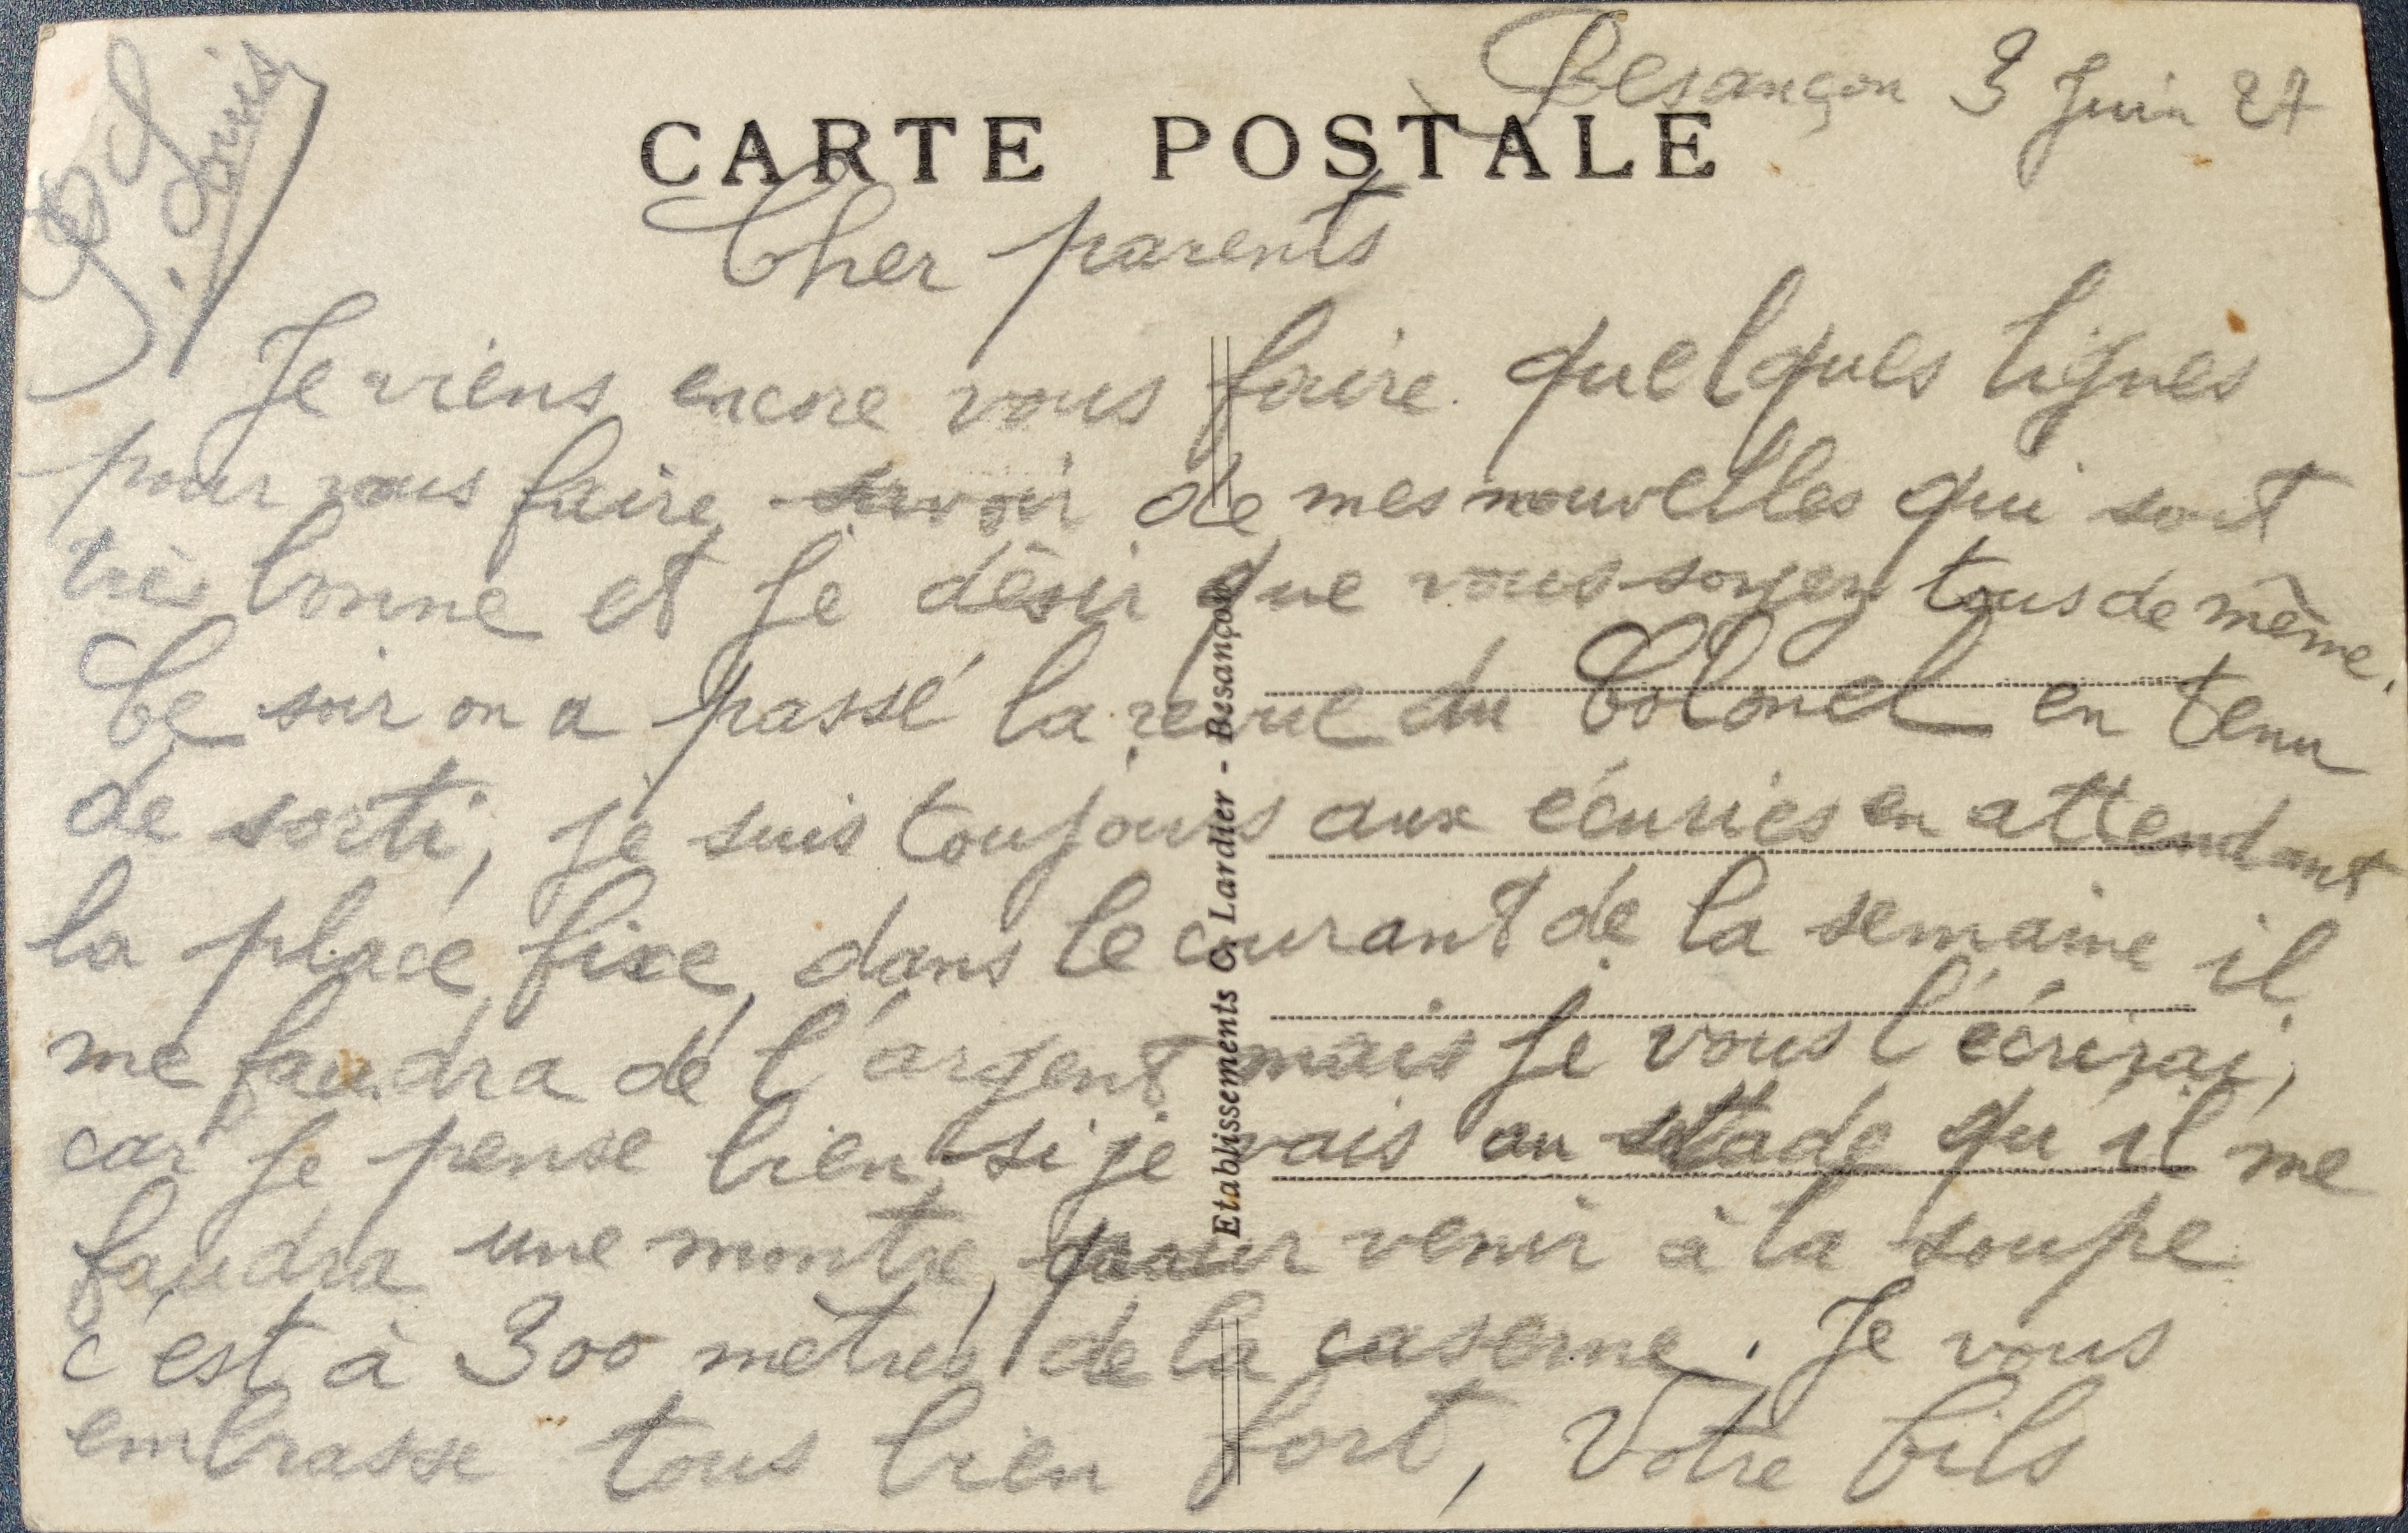 Besançon 3 Juin 27
CARTE POSTALE
Cher parents
Je viens encore vous faire quelques lignes
pour vous faire savoir de mes nouvelles qui sont
très bonne et Je désir que vous soyez tous de même.
Ce soir on a passé la revue du Colonel en tenu
de sorti, je suis toujours aux écuries en attendant
la place fixe, dans le courant de la semaine il
me faudra de l'argent mais Je vous l'écrirai,
car Je pense bien si je vais au stade qu'il me
faudra une montre, pour venir à la soupe
c'est à 300 mètres de la caserne. Je vous
embrasse tous bien fort, Votre fils
Etablissements C. Lardier - Besançon